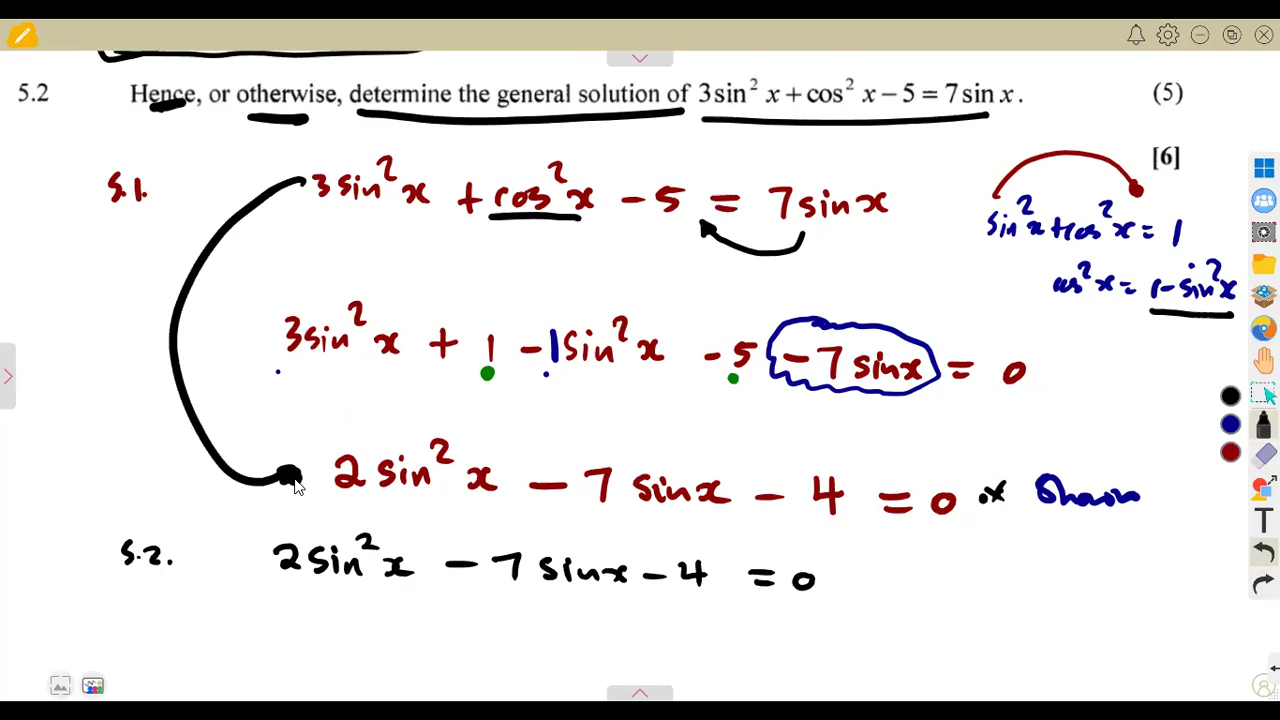 5.2 Hence, or otherwise, determine the general solution of 3sin² x + cos² x − 5 = 7 sin x. (5)
[6]
5.1. 3sin²x + cos²x − 5 = 7sinx
sin²x + cos²x = 1
cos²x = 1 − sin²x
3sin²x + 1 − 1sin²x − 5 − 7sinx = 0
2sin²x − 7sinx − 4 = 0 Shown
5.2. 2sin²x − 7sinx − 4 = 0
T